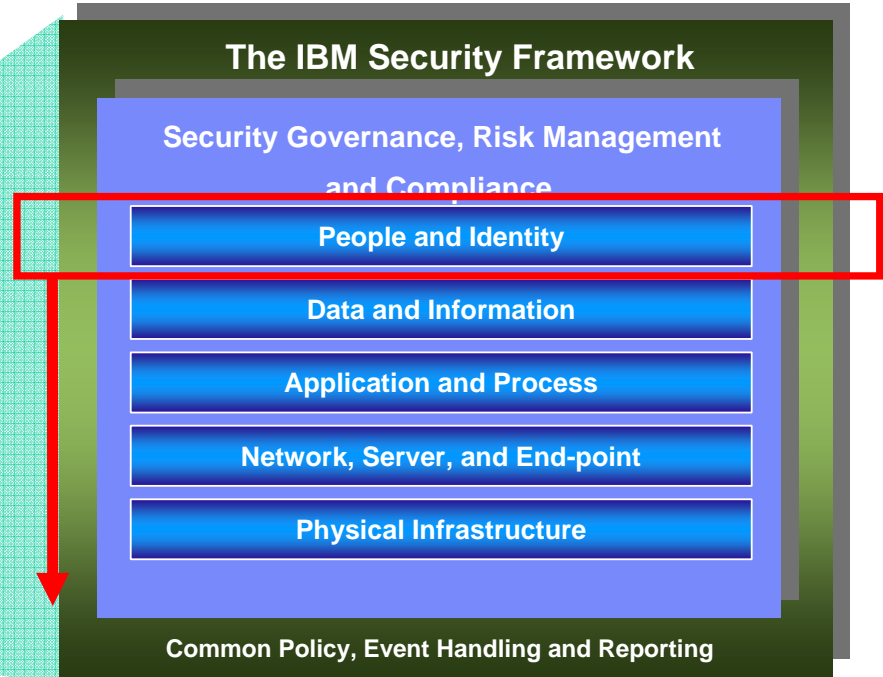 The IBM Security Framework
Security Governance, Risk Management
and Compliance
People and Identity
Data and Information
Application and Process
Network, Server, and End-point
Physical Infrastructure
Common Policy, Event Handling and Reporting